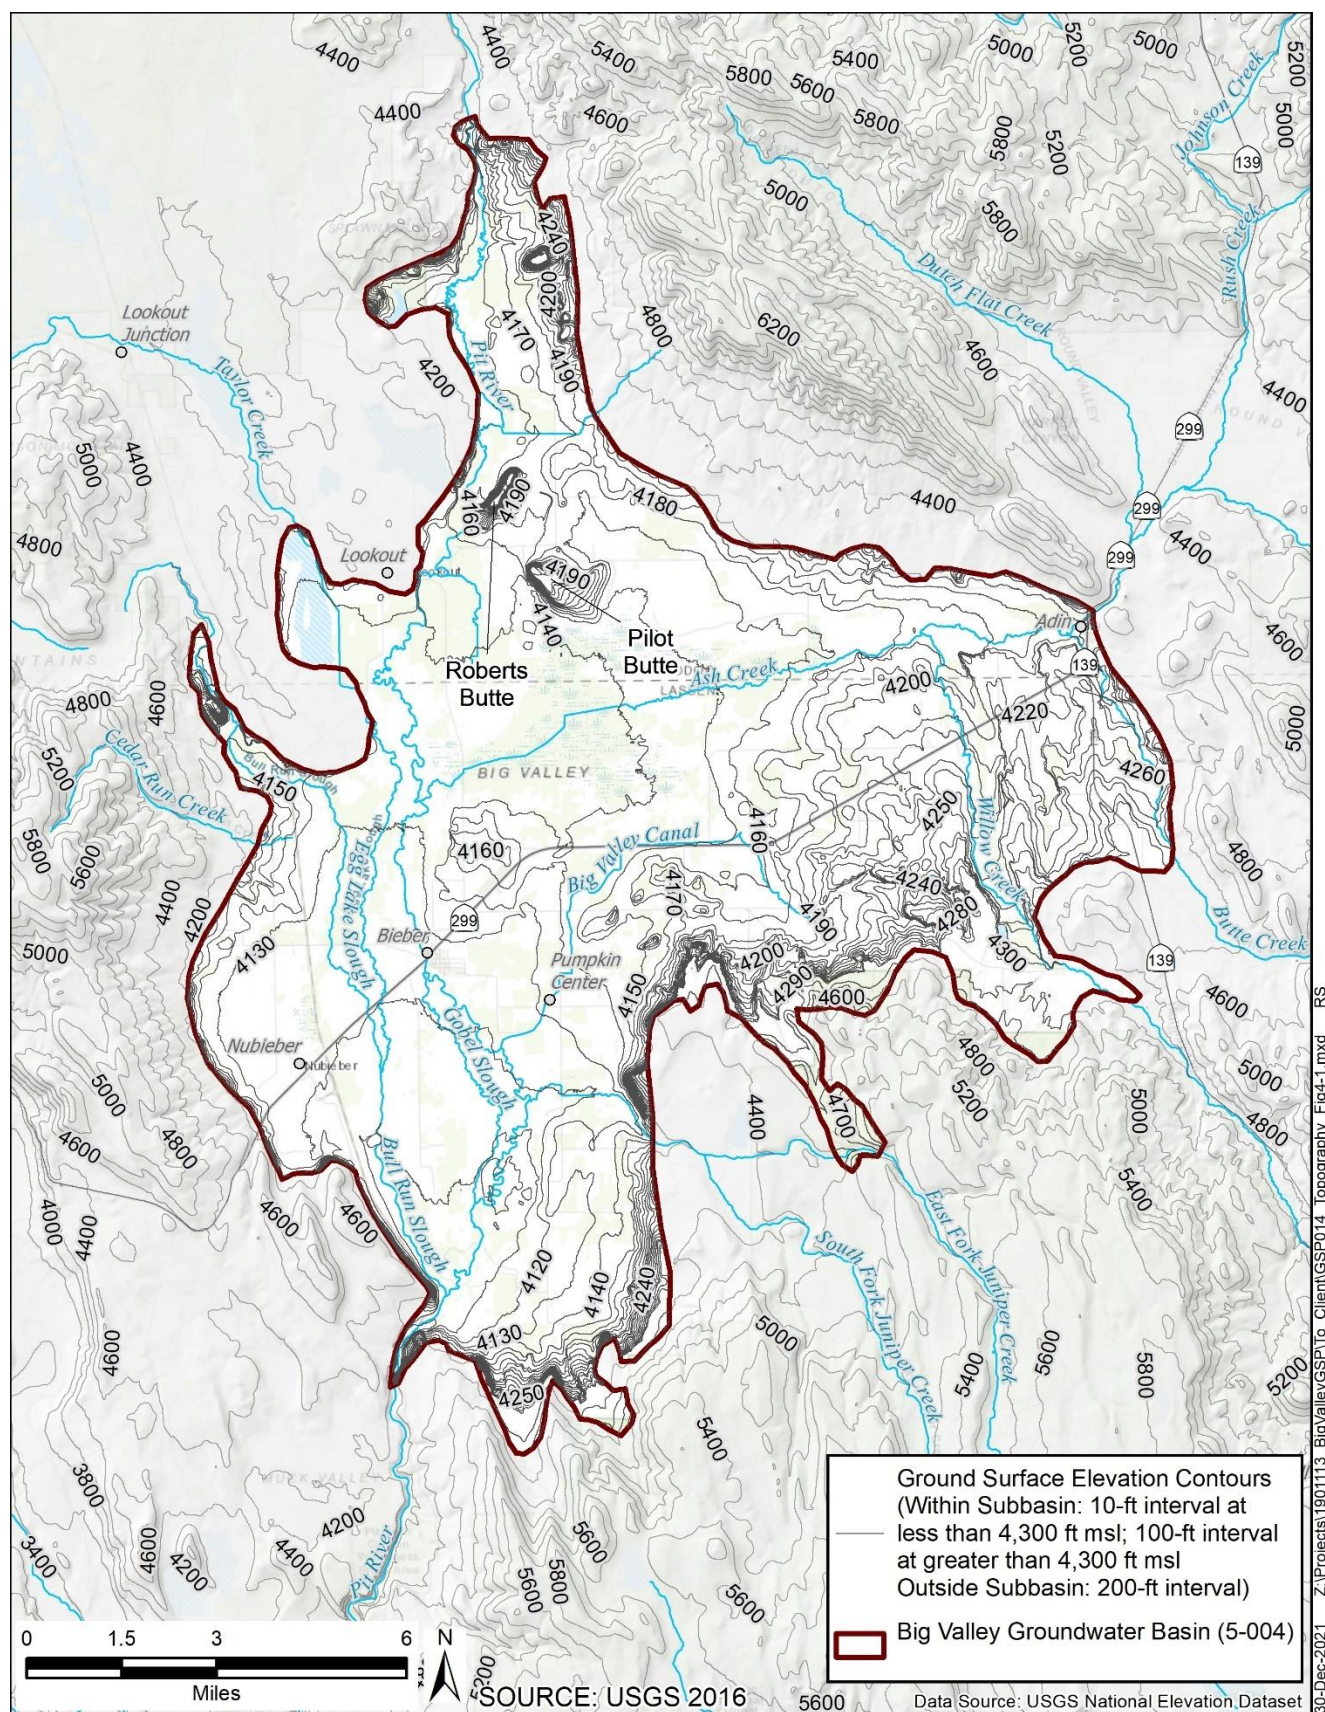 4400
4400
5400
5800
5600
5400
5800
5000
5200
5000
5200
5000
4400
4600
5800
5200
Johnson Creek
139
5000
5800
Rush Creek
Dutch Flat Creek
4240
4200
4170
4190
4800
6200
4600
4400
Lookout
Junction
Taylor Creek
4200
Pit River
299
5000
4400
4800
4160
4190
4180
4400
299
299
4400
Lookout
4190
4140
Pilot
Butte
Roberts
Butte
Adin
139
4600
Ash Creek
LASSEN
4200
4220
5000
4800
4600
5200
Cedar Run Creek
4150
BIG VALLEY
4260
4250
Willow Creek
5800
5600
4400
4200
5000
4160
299
Big Valley Canal
4160
4170
4240
4280
4190
4300
4800
Butte Creek
Egg Lake Slough
Bieber
4130
Pumpkin
Center
4150
4200
4290
4600
139
4600
Nubieber
Nubieber
Gobel Slough
4800
5200
5000
5000
4800
5000
4800
4600
4400
4700
Bull Run Slough
4000
4400
4600
4600
5400
East Fork Juniper Creek
South Fork Juniper Creek
4120
4140
4240
4130
4250
5000
4600
5400
5600
5800
5200
5400
MUCK VALLEY
3800
4600
4200
3400
4200
4400
Pit River
5600
5800
5600
5600
5200
5600
Ground Surface Elevation Contours
(Within Subbasin: 10-ft interval at
less than 4,300 ft msl; 100-ft interval
at greater than 4,300 ft msl
Outside Subbasin: 200-ft interval)
Big Valley Groundwater Basin (5-004)
0 1.5 3 6
Miles
N
SOURCE: USGS 2016
Data Source: USGS National Elevation Dataset
30-Dec-2021 Z:\Projects\1901113_BigValleyGSP\To_Client\GSP014_Topography_Fig4-1.mxd RS